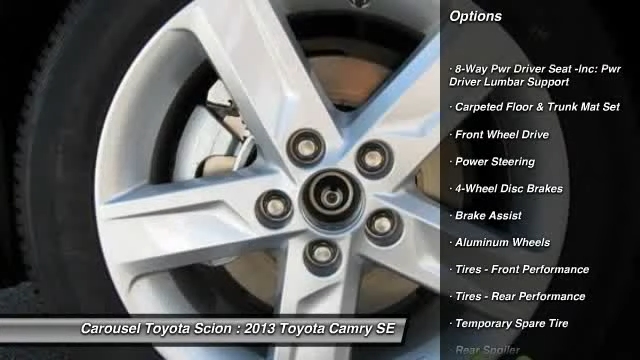 Options
· 8-Way Pwr Driver Seat -Inc: Pwr
Driver Lumbar Support
· Carpeted Floor & Trunk Mat Set
· Front Wheel Drive
· Power Steering
· 4-Wheel Disc Brakes
· Brake Assist
· Aluminum Wheels
· Tires - Front Performance
· Tires - Rear Performance
· Temporary Spare Tire
· Rear Spoiler
Carousel Toyota Scion : 2013 Toyota Camry SE